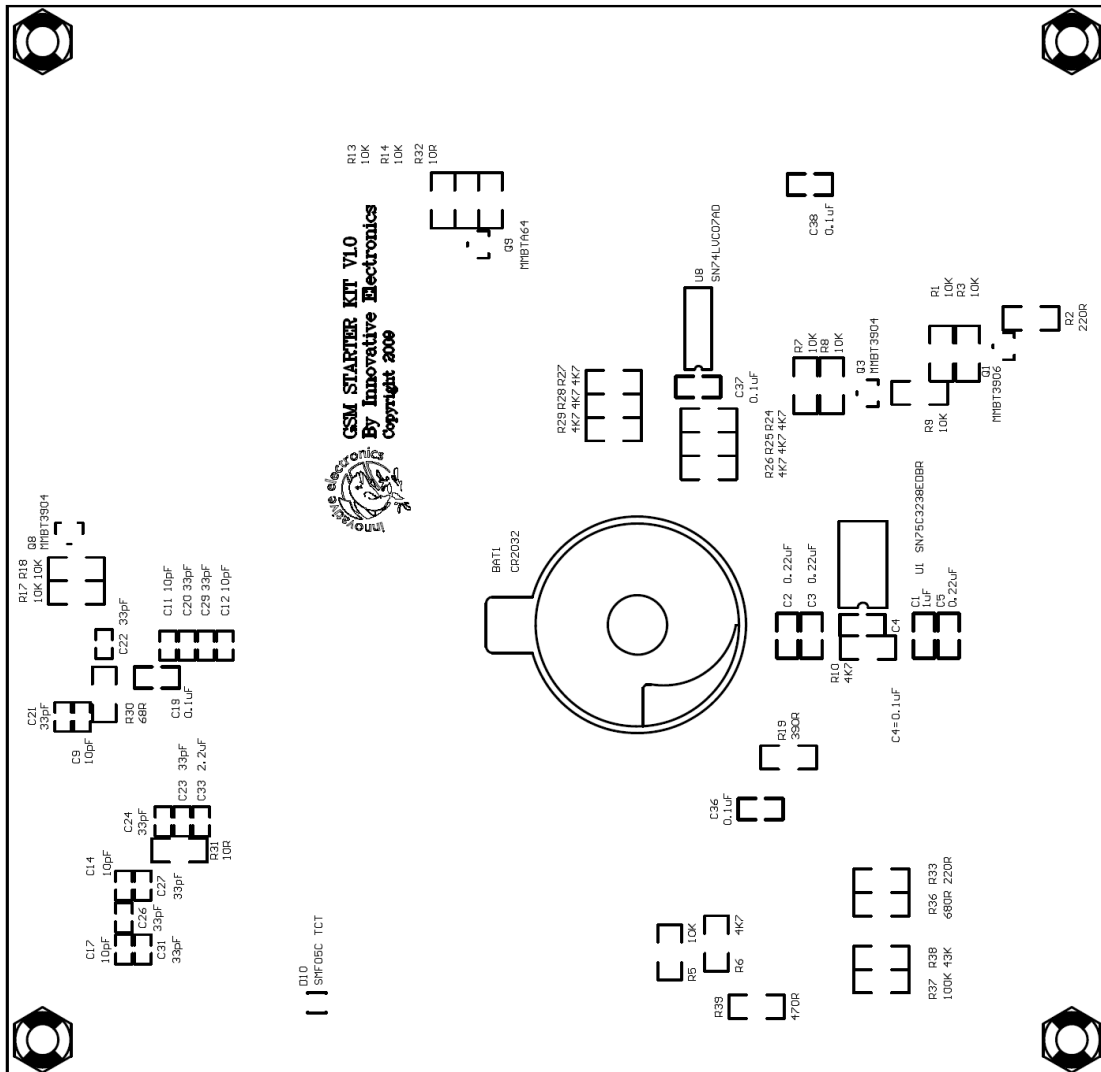 R13 R14 R32
10K 10K 10R
Q9
MMBTA64
C38
0.1uF
GSM STARTER KIT V1.0
By Innovative Electronics
Copyright 2009
innovative electronics
U8
SN74LVC07AD
C37
0.1uF
R29 R28 R27
4K7 4K7 4K7
R26 R25 R24
4K7 4K7 4K7
R7
10K
R8
10K
Q3
MMBT3904
R1
10K
R3
10K
R2
220R
Q1
MMBT3906
R9
10K
Q8
MMBT3904
R17 R18
10K 10K
C22 33pF
C11 10pF
C20 33pF
C29 33pF
C12 10pF
C21
33pF
C9
10pF
R30
68R
C19
0.1uF
BAT1
CR2032
C2 0.22uF
C3 0.22uF
U1 SN75C3238EDBR
C4
C1
1uF
C5
0.22uF
R10
4K7
C4=0.1uF
R19
390R
C36
0.1uF
C23 33pF
C33 2.2uF
C24
33pF
R31
10R
C14
10pF
C27
33pF
C26
33pF
C17
10pF
C31
33pF
D10
SMF05C TCT
R5
10K
R6
4K7
R39
470R
R36 R33
680R 220R
R37 R38
100K 43K